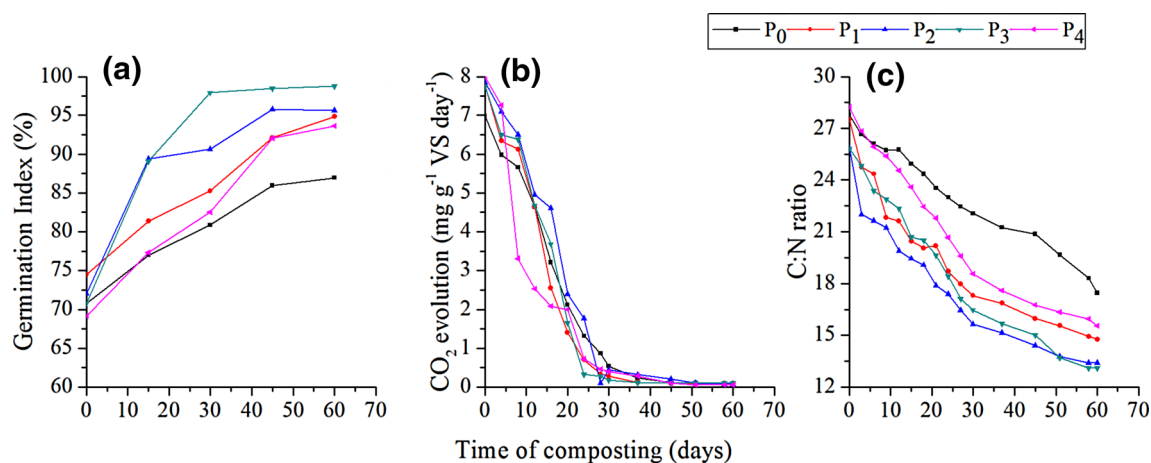 P0 P1 P2 P3 P4
(a) (b) (c)
Germination Index (%)
100
95
90
85
80
75
70
65
60
0 10 20 30 40 50 60 70
CO2 evolution (mg g-1 VS day-1)
8
7
6
5
4
3
2
1
0
0 10 20 30 40 50 60 70
C:N ratio
30
27
24
21
18
15
12
0 10 20 30 40 50 60 70
Time of composting (days)